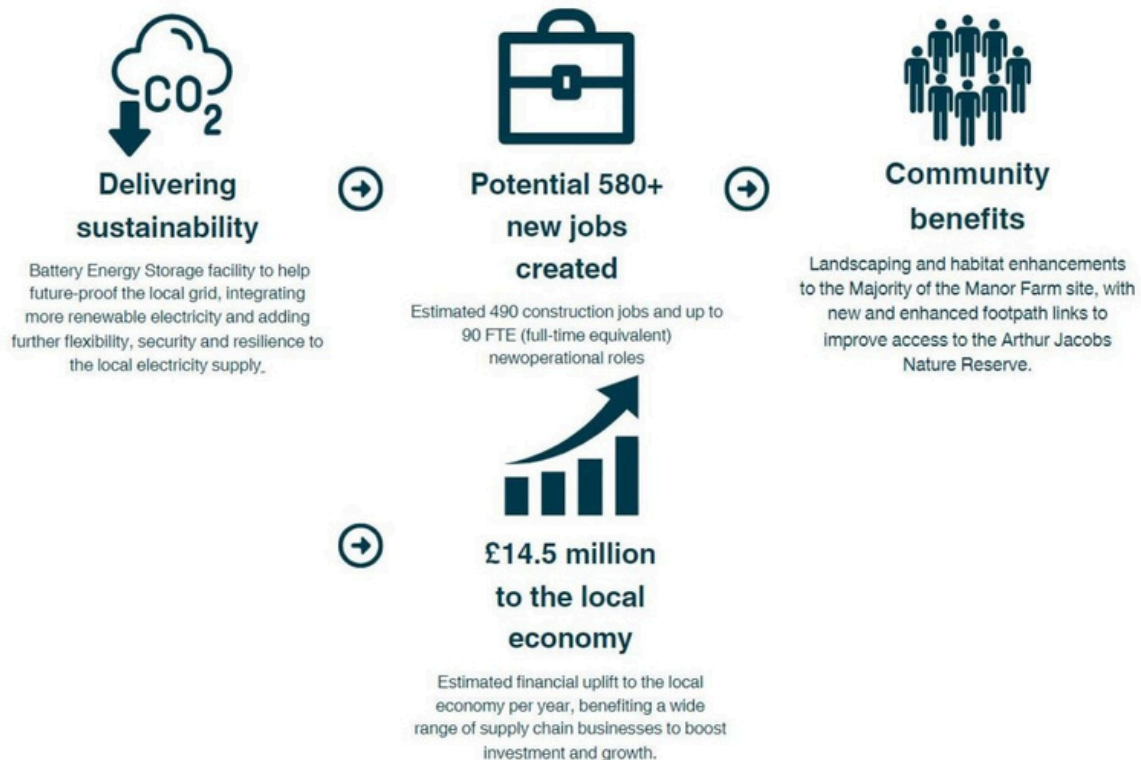 CO2
Delivering
sustainability
Battery Energy Storage facility to help
future-proof the local grid, integrating
more renewable electricity and adding
further flexibility, security and resilience to
the local electricity supply.
Potential 580+
new jobs
created
Estimated 490 construction jobs and up to
90 FTE (full-time equivalent)
newoperational roles
Community
benefits
Landscaping and habitat enhancements
to the Majority of the Manor Farm site, with
new and enhanced footpath links to
improve access to the Arthur Jacobs
Nature Reserve.
£14.5 million
to the local
economy
Estimated financial uplift to the local
economy per year, benefiting a wide
range of supply chain businesses to boost
investment and growth.